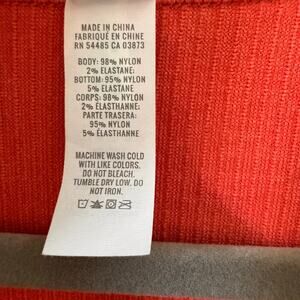 MADE IN CHINA
FABRIQUÉ EN CHINE
RN 54485 CA 03873
BODY: 98% NYLON
2% ELASTANE;
BOTTOM: 95% NYLON
5% ELASTANE
CORPS: 98% NYLON
2% ELASTHANNE;
PARTE TRASERA:
95% NYLON
5% ELASTHANNE
MACHINE WASH COLD
WITH LIKE COLORS.
DO NOT BLEACH.
TUMBLE DRY LOW. DO
NOT IRON.